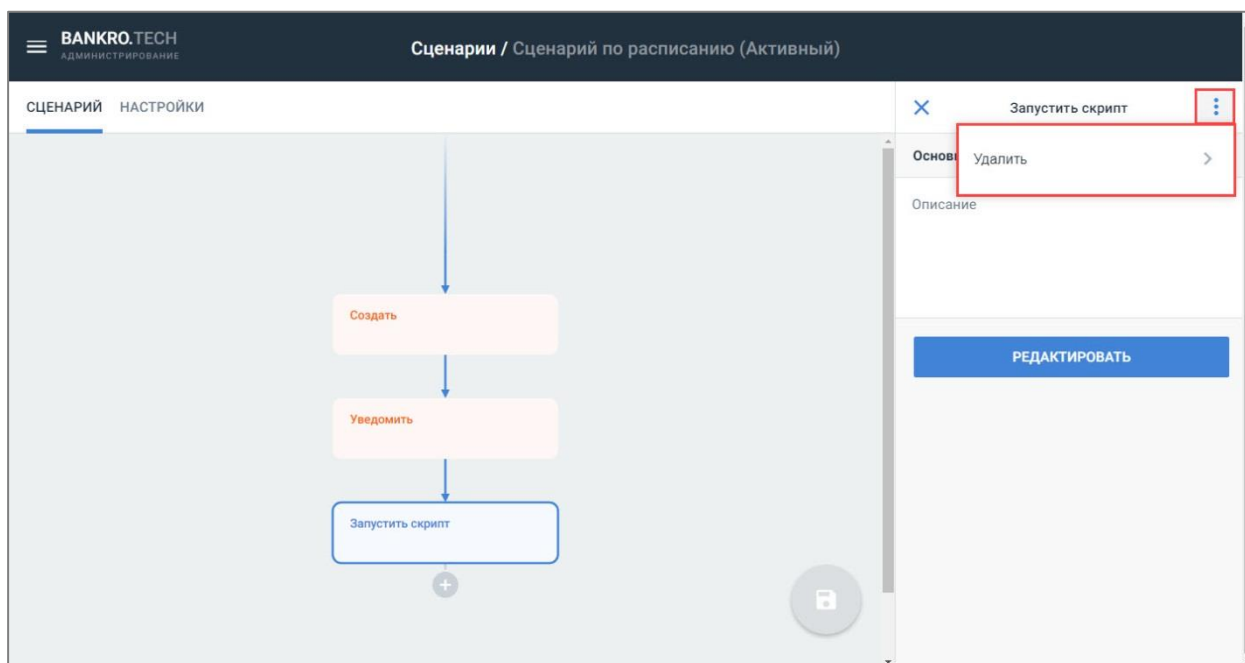 BANKRO.TECH
АДМИНИСТРИРОВАНИЕ
Сценарии / Сценарий по расписанию (Активный)
СЦЕНАРИЙ НАСТРОЙКИ
Запустить скрипт
Основ
Удалить
Описание
РЕДАКТИРОВАТЬ
Создать
Уведомить
Запустить скрипт